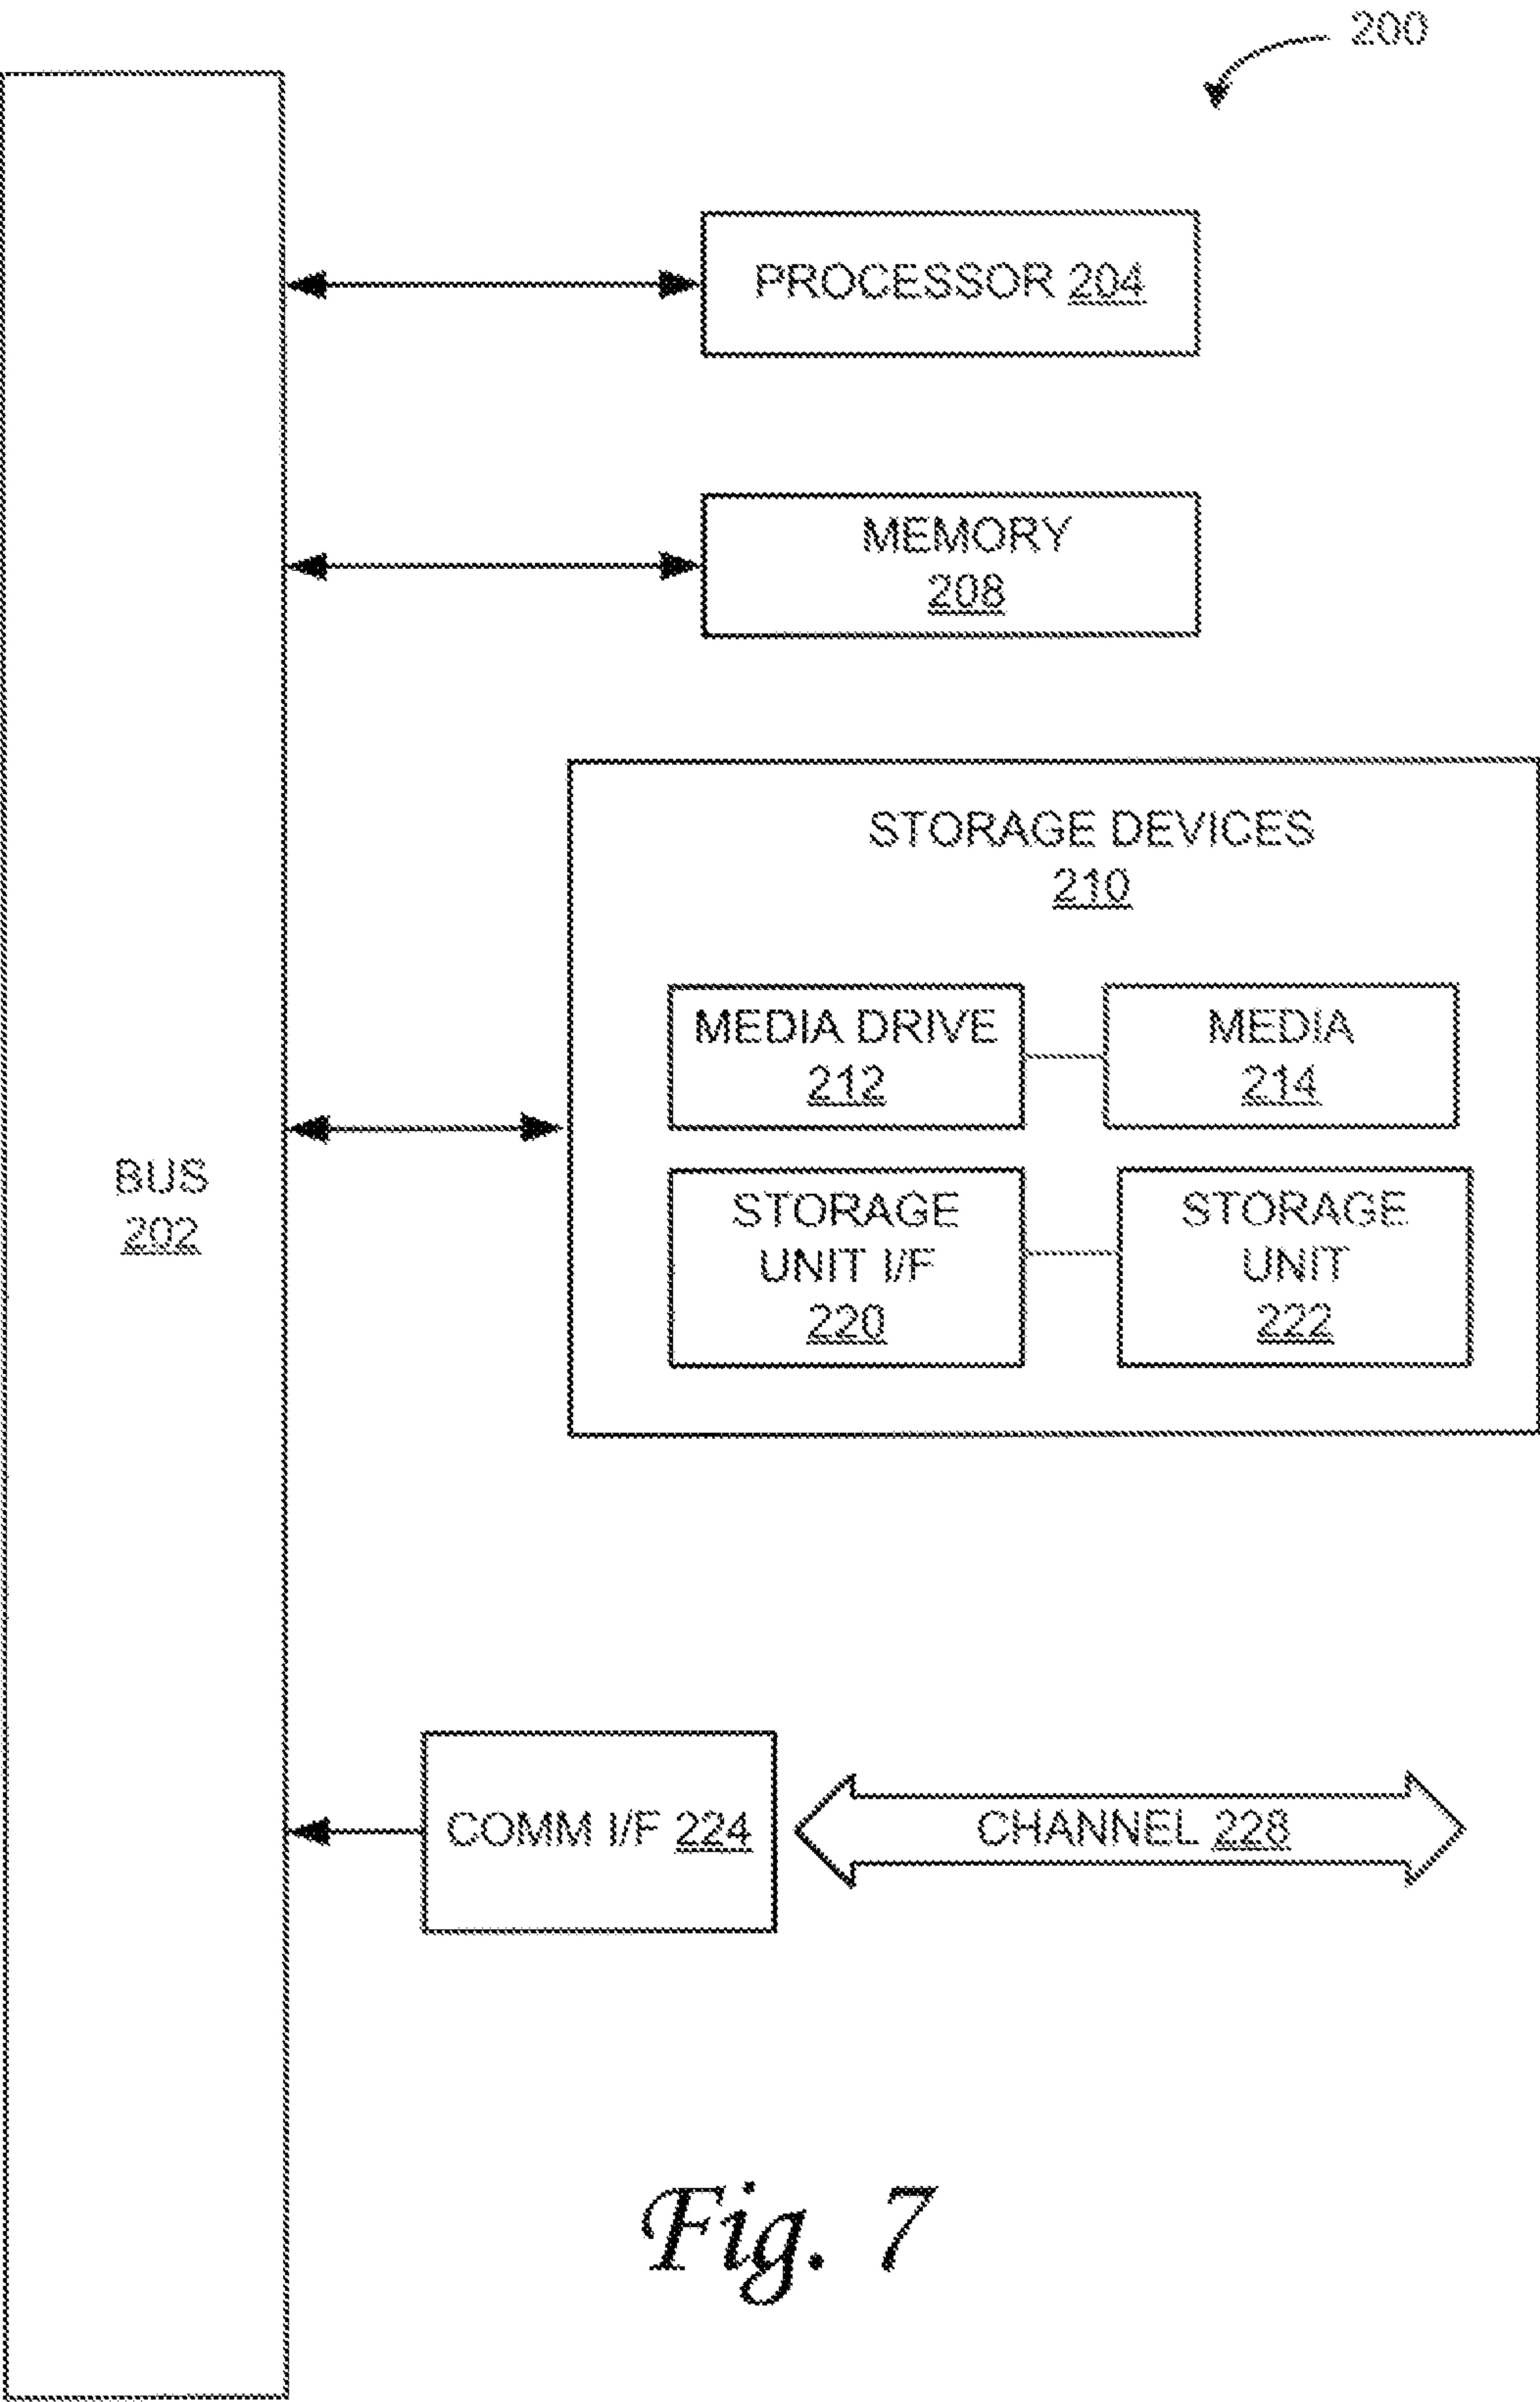 200
PROCESSOR 204
MEMORY
208
STORAGE DEVICES
210
MEDIA DRIVE
212
MEDIA
214
BUS
202
STORAGE
UNIT I/F
220
STORAGE
UNIT
222
COMM I/F 224
CHANNEL 228
Fig. 7